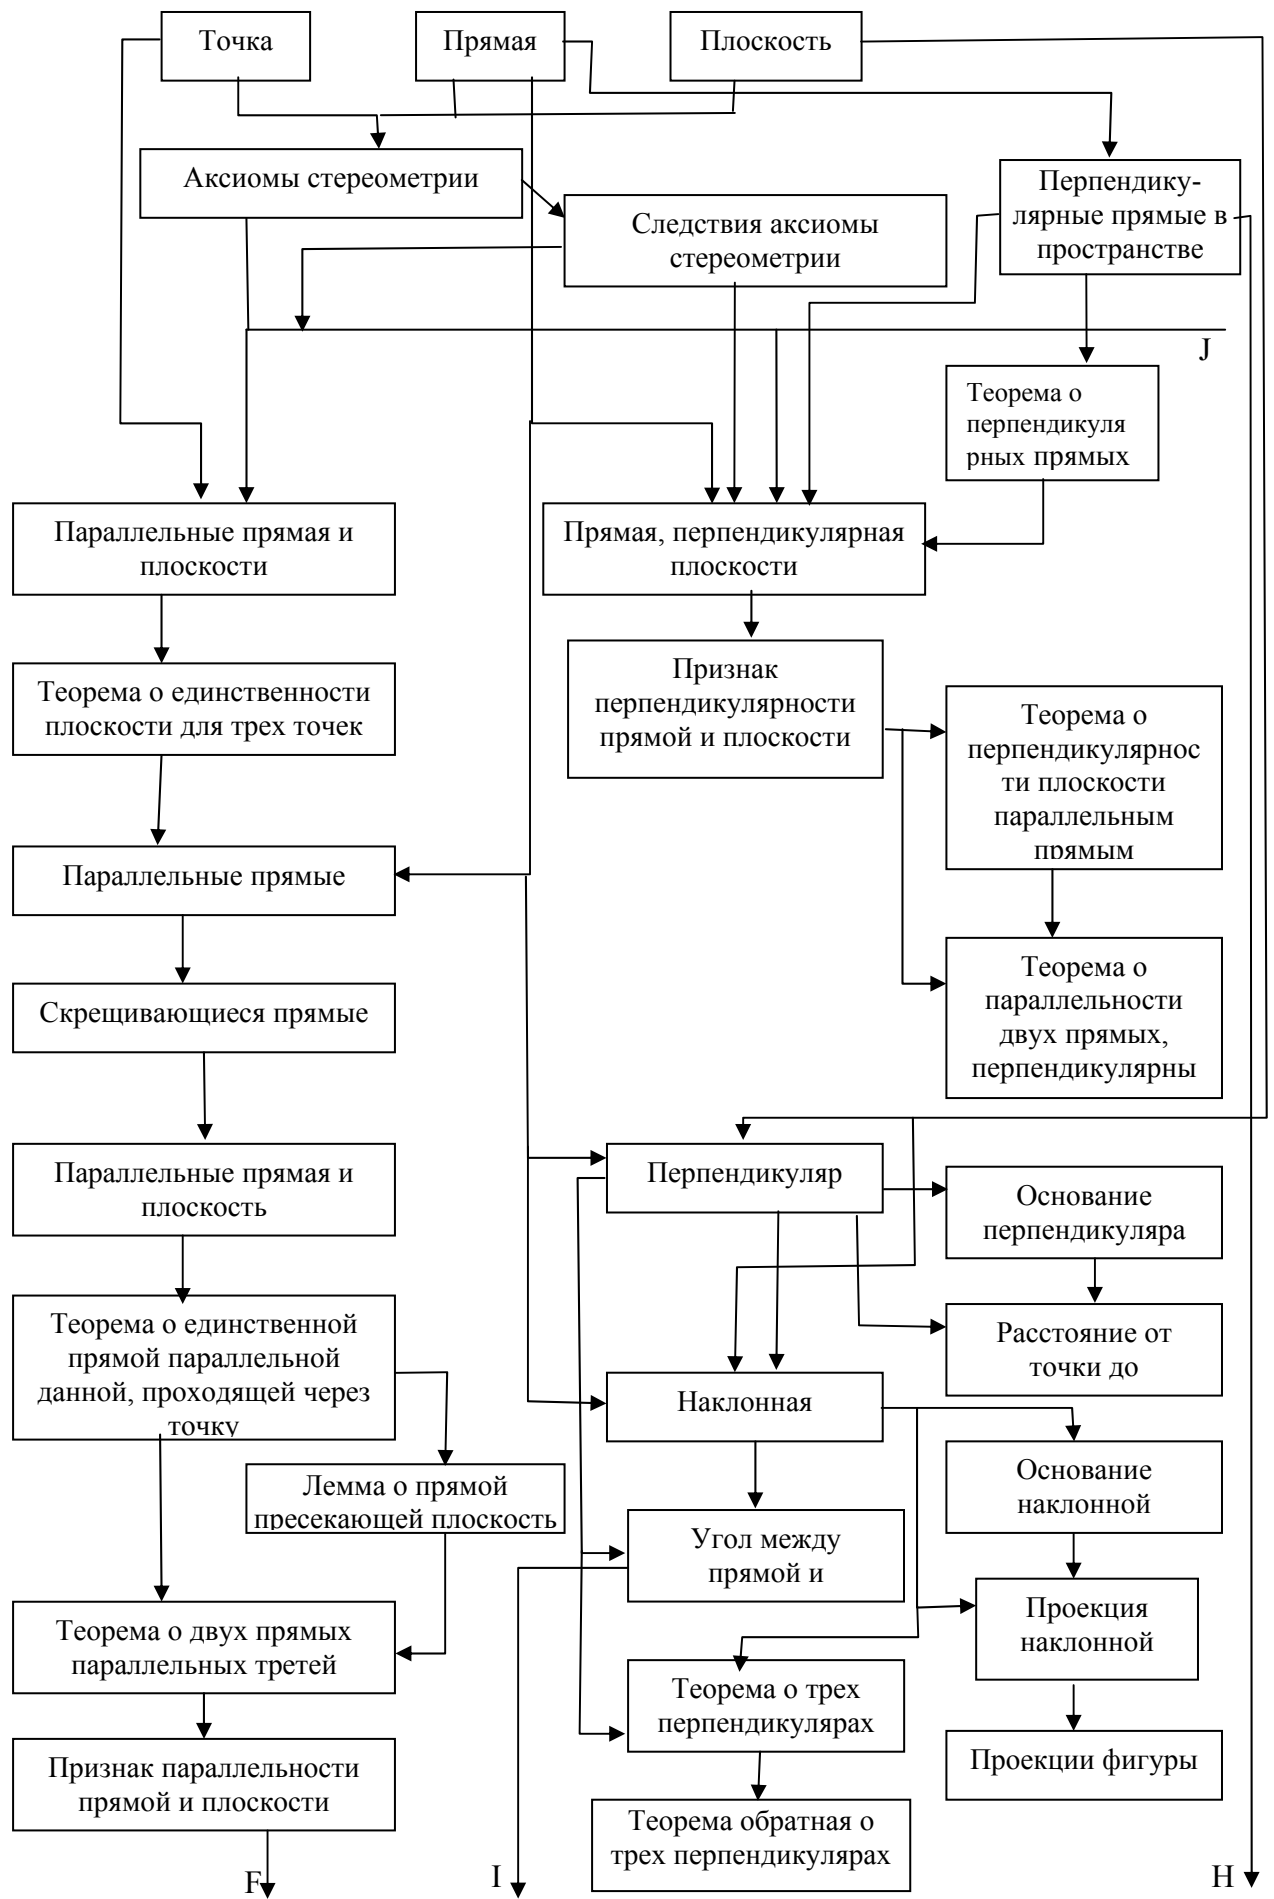 Точка
Прямая
Плоскость
Аксиомы стереометрии
Перпендику-
лярные прямые в
пространстве
Следствия аксиомы
стереометрии
J
Теорема о
перпендикуля
рных прямых
Параллельные прямая и
плоскости
Прямая, перпендикулярная
плоскости
Теорема о единственности
плоскости для трех точек
Признак
перпендикулярности
прямой и плоскости
Теорема о
перпендикулярнос
ти плоскости
параллельным
прямым
Параллельные прямые
Скрещивающиеся прямые
Теорема о
параллельности
двух прямых,
перпендикулярны
Параллельные прямая и
плоскость
Перпендикуляр
Основание
перпендикуляра
Теорема о единственной
прямой параллельной
данной, проходящей через
точку
Расстояние от
точки до
Наклонная
Лемма о прямой
пресекающей плоскость
Основание
наклонной
Угол между
прямой и
Теорема о двух прямых
параллельных третей
Проекция
наклонной
Теорема о трех
перпендикулярах
Признак параллельности
прямой и плоскости
Проекции фигуры
Теорема обратная о
трех перпендикулярах
F
I
H